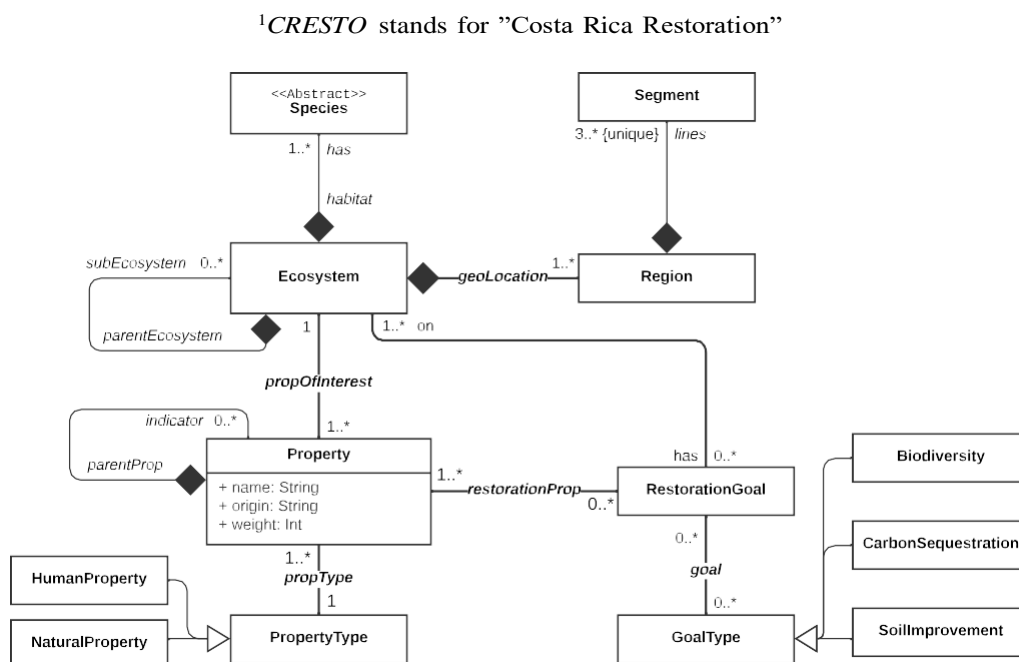 ¹CRESTO stands for ”Costa Rica Restoration”
<<Abstract>>
Species
Segment
1..* has
3..* {unique} lines
habitat
subEcosystem 0..*
Ecosystem
geoLocation
1..*
Region
parentEcosystem
1
1..* on
propOfInterest
indicator 0..*
1..*
parentProp
Property
+ name: String
+ origin: String
+ weight: Int
1..*
restorationProp
0..*
has 0..*
RestorationGoal
Biodiversity
CarbonSequestration
SoilImprovement
1..*
propType
1
0..*
goal
0..*
HumanProperty
NaturalProperty
PropertyType
GoalType